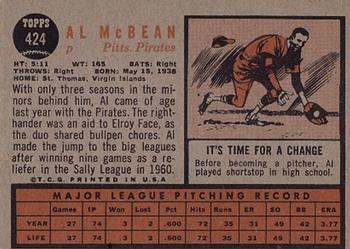 TOPPS
424
AL McBEAN
p Pitts. Pirates
HT: 5:11 WT: 165 BATS: Right
THROWS: Right BORN: May 15, 1938
HOME: St. Thomas, Virgin Islands
With only three seasons in the
minors behind him, Al came of age
last year with the Pirates. The right-
hander was an aid to Elroy Face, as
the duo shared bullpen chores. Al
made the jump to the big leagues
after winning nine games as a re-
liefer in the Sally League in 1960.
©T.C.G. PRINTED IN U.S.A.
IT'S TIME FOR A CHANGE
Before becoming a pitcher, Al
played shortstop in high school.
MAJOR LEAGUE PITCHING RECORD
Games IP Won Lost Pct. Hits Runs ER SO BB ERA
YEAR 27 74 3 2 .600 72 35 31 49 42 3.77
LIFE 27 74 3 2 .600 72 35 31 49 42 3.77